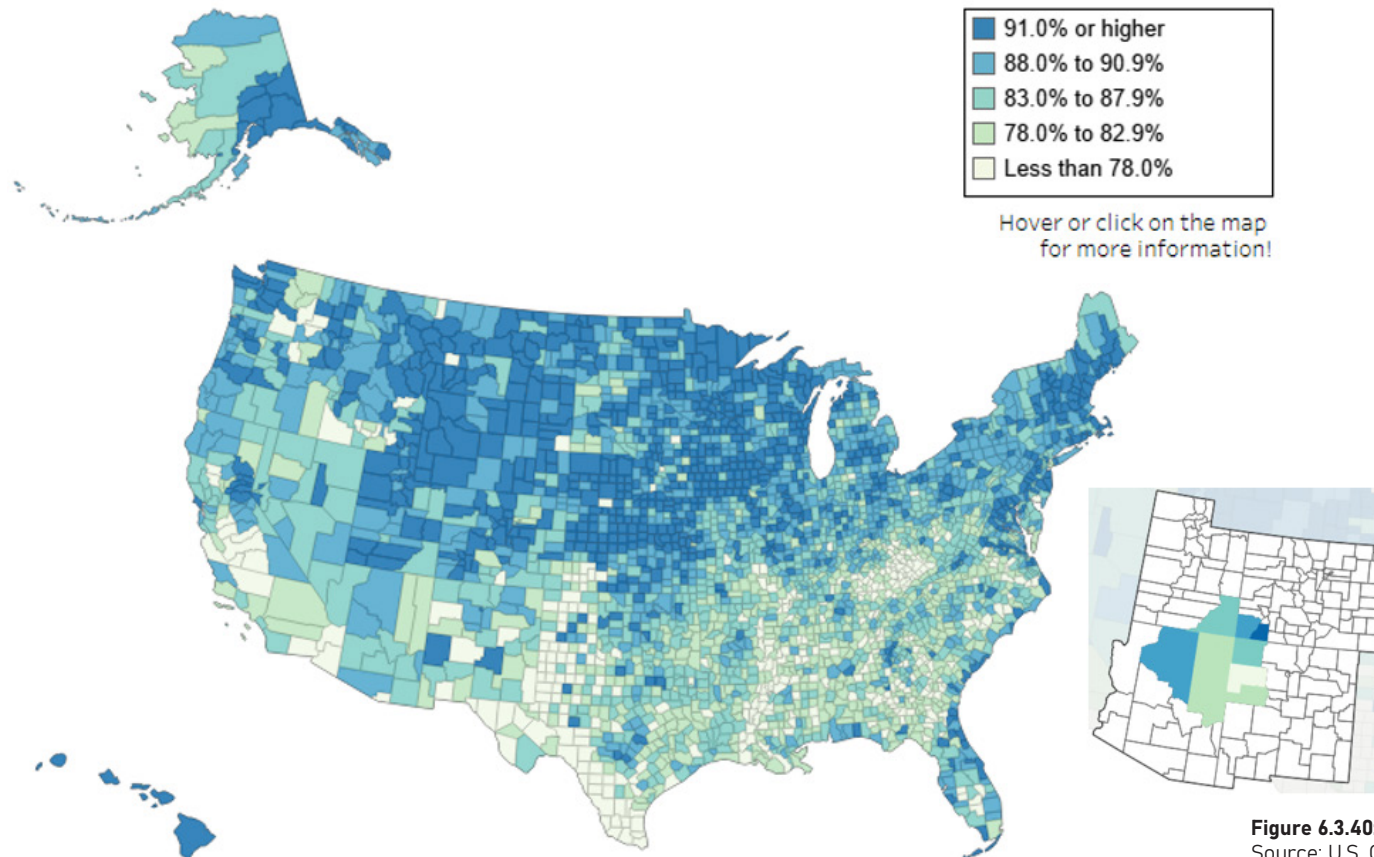 91.0% or higher
88.0% to 90.9%
83.0% to 87.9%
78.0% to 82.9%
Less than 78.0%
Hover or click on the map
for more information!
Figure 6.3.40
Source: U.S.